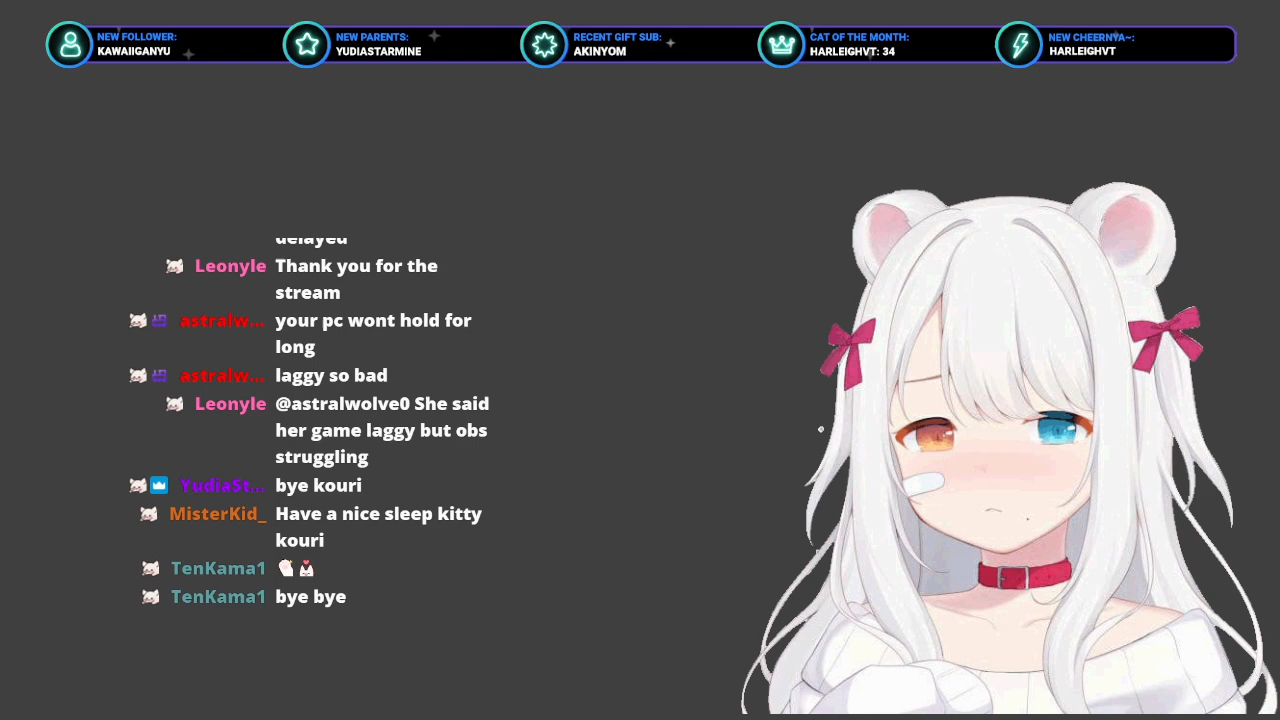 NEW FOLLOWER:
KAWAIIGANYU
NEW PARENTS:
YUDIASTARMINE
RECENT GIFT SUB:
AKINYOM
CAT OF THE MONTH:
HARLEIGHVT: 34
NEW CHEERNYA~:
HARLEIGHVT
delayed
Leonyle Thank you for the
stream
astralw... your pc wont hold for
long
astralw... laggy so bad
Leonyle @astralwolve0 She said
her game laggy but obs
struggling
YudiaSt... bye kouri
MisterKid_ Have a nice sleep kitty
kouri
TenKama1
TenKama1 bye bye